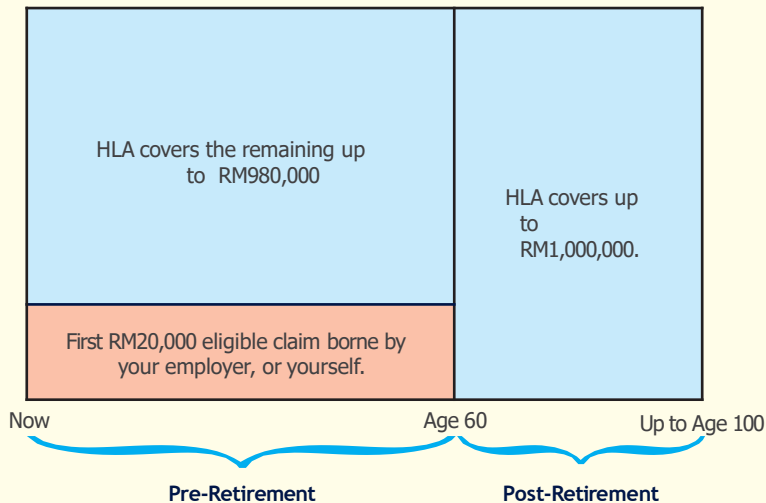 HLA covers the remaining up
to RM980,000
HLA covers up
to
RM1,000,000.
First RM20,000 eligible claim borne by
your employer, or yourself.
Now
Age 60
Up to Age 100
Pre-Retirement
Post-Retirement